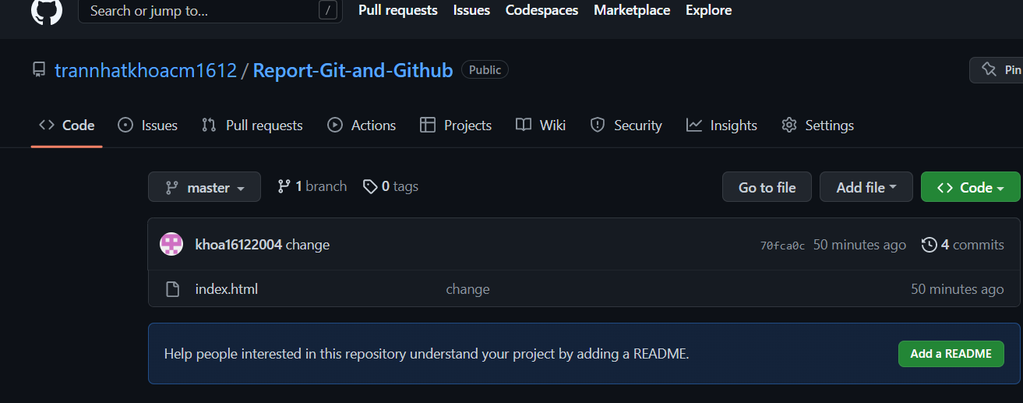 Search or jump to... / Pull requests Issues Codespaces Marketplace Explore
trannhatkhoacm1612 / Report-Git-and-Github Public Pin
<> Code Issues Pull requests Actions Projects Wiki Security Insights Settings
master 1 branch 0 tags Go to file Add file <> Code
khoa16122004 change 70fca0c 50 minutes ago 4 commits
index.html change 50 minutes ago
Help people interested in this repository understand your project by adding a README. Add a README